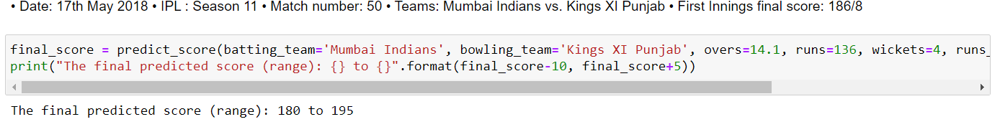 • Date: 17th May 2018 • IPL : Season 11 • Match number: 50 • Teams: Mumbai Indians vs. Kings XI Punjab • First Innings final score: 186/8
final_score = predict_score(batting_team='Mumbai Indians', bowling_team='Kings XI Punjab', overs=14.1, runs=136, wickets=4, runs_
print("The final predicted score (range): {} to {}".format(final_score-10, final_score+5))
The final predicted score (range): 180 to 195